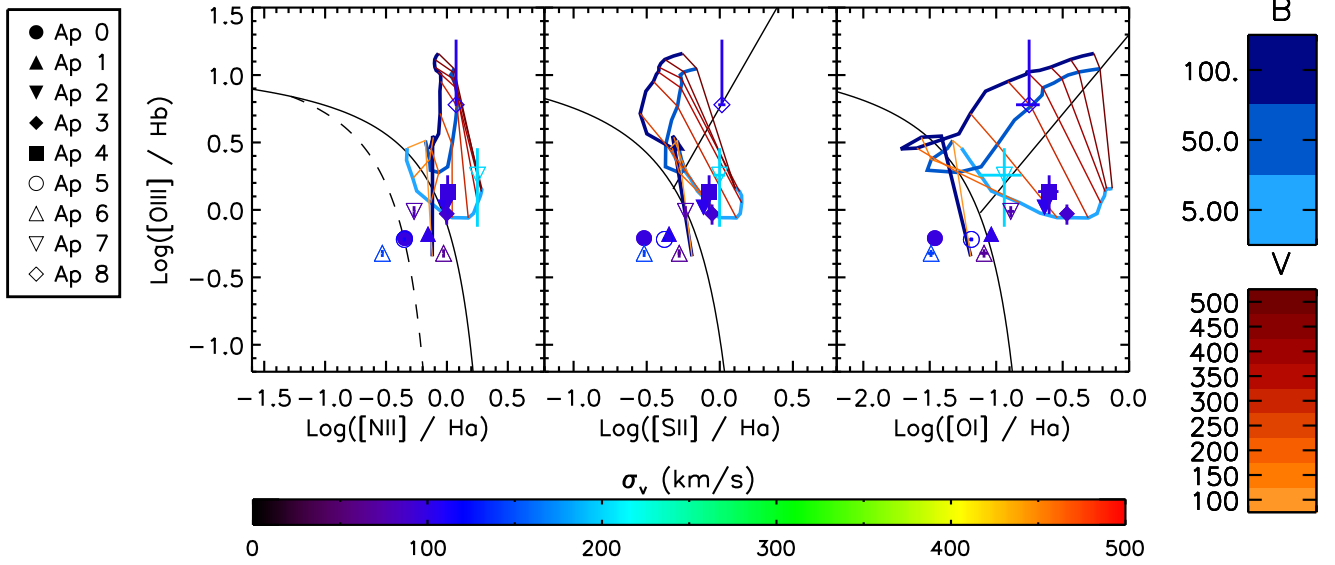 Ap 0
Ap 1
Ap 2
Ap 3
Ap 4
Ap 5
Ap 6
Ap 7
Ap 8
Log([OIII] / Hb)
1.5
1.0
0.5
0.0
−0.5
−1.0
−1.5 −1.0 −0.5 0.0 0.5
Log([NII] / Ha)
−1.0 −0.5 0.0 0.5
Log([SII] / Ha)
−2.0 −1.5 −1.0 −0.5 0.0
Log([OI] / Ha)
B
100.
50.0
5.00
V
500
450
400
350
300
250
200
150
100
σv (km/s)
0 100 200 300 400 500